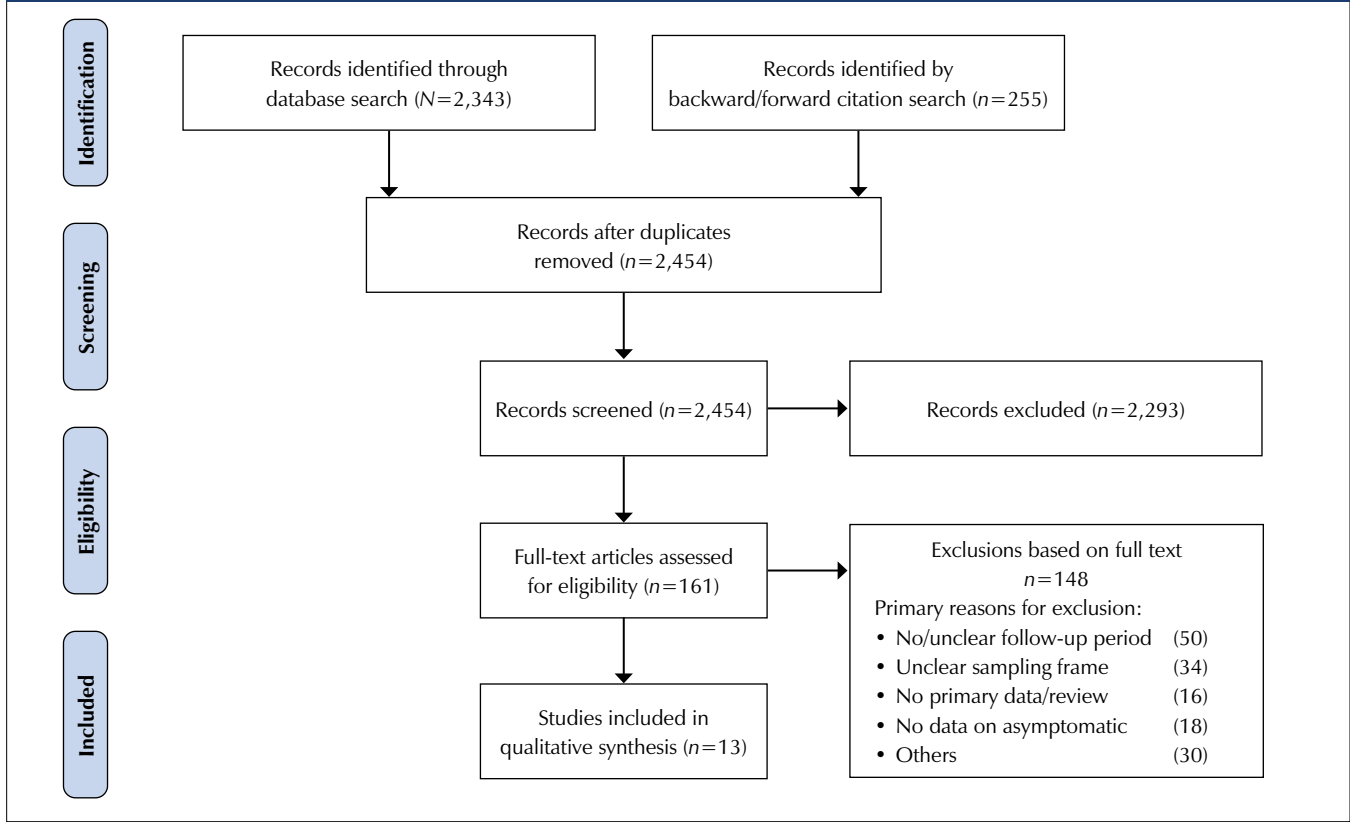 Identification
Records identified through
database search (N=2,343)
Records identified by
backward/forward citation search (n=255)
Screening
Records after duplicates
removed (n=2,454)
Records screened (n=2,454)
Records excluded (n=2,293)
Eligibility
Full-text articles assessed
for eligibility (n=161)
Exclusions based on full text
n=148
Primary reasons for exclusion:
• No/unclear follow-up period (50)
• Unclear sampling frame (34)
• No primary data/review (16)
• No data on asymptomatic (18)
• Others (30)
Included
Studies included in
qualitative synthesis (n=13)